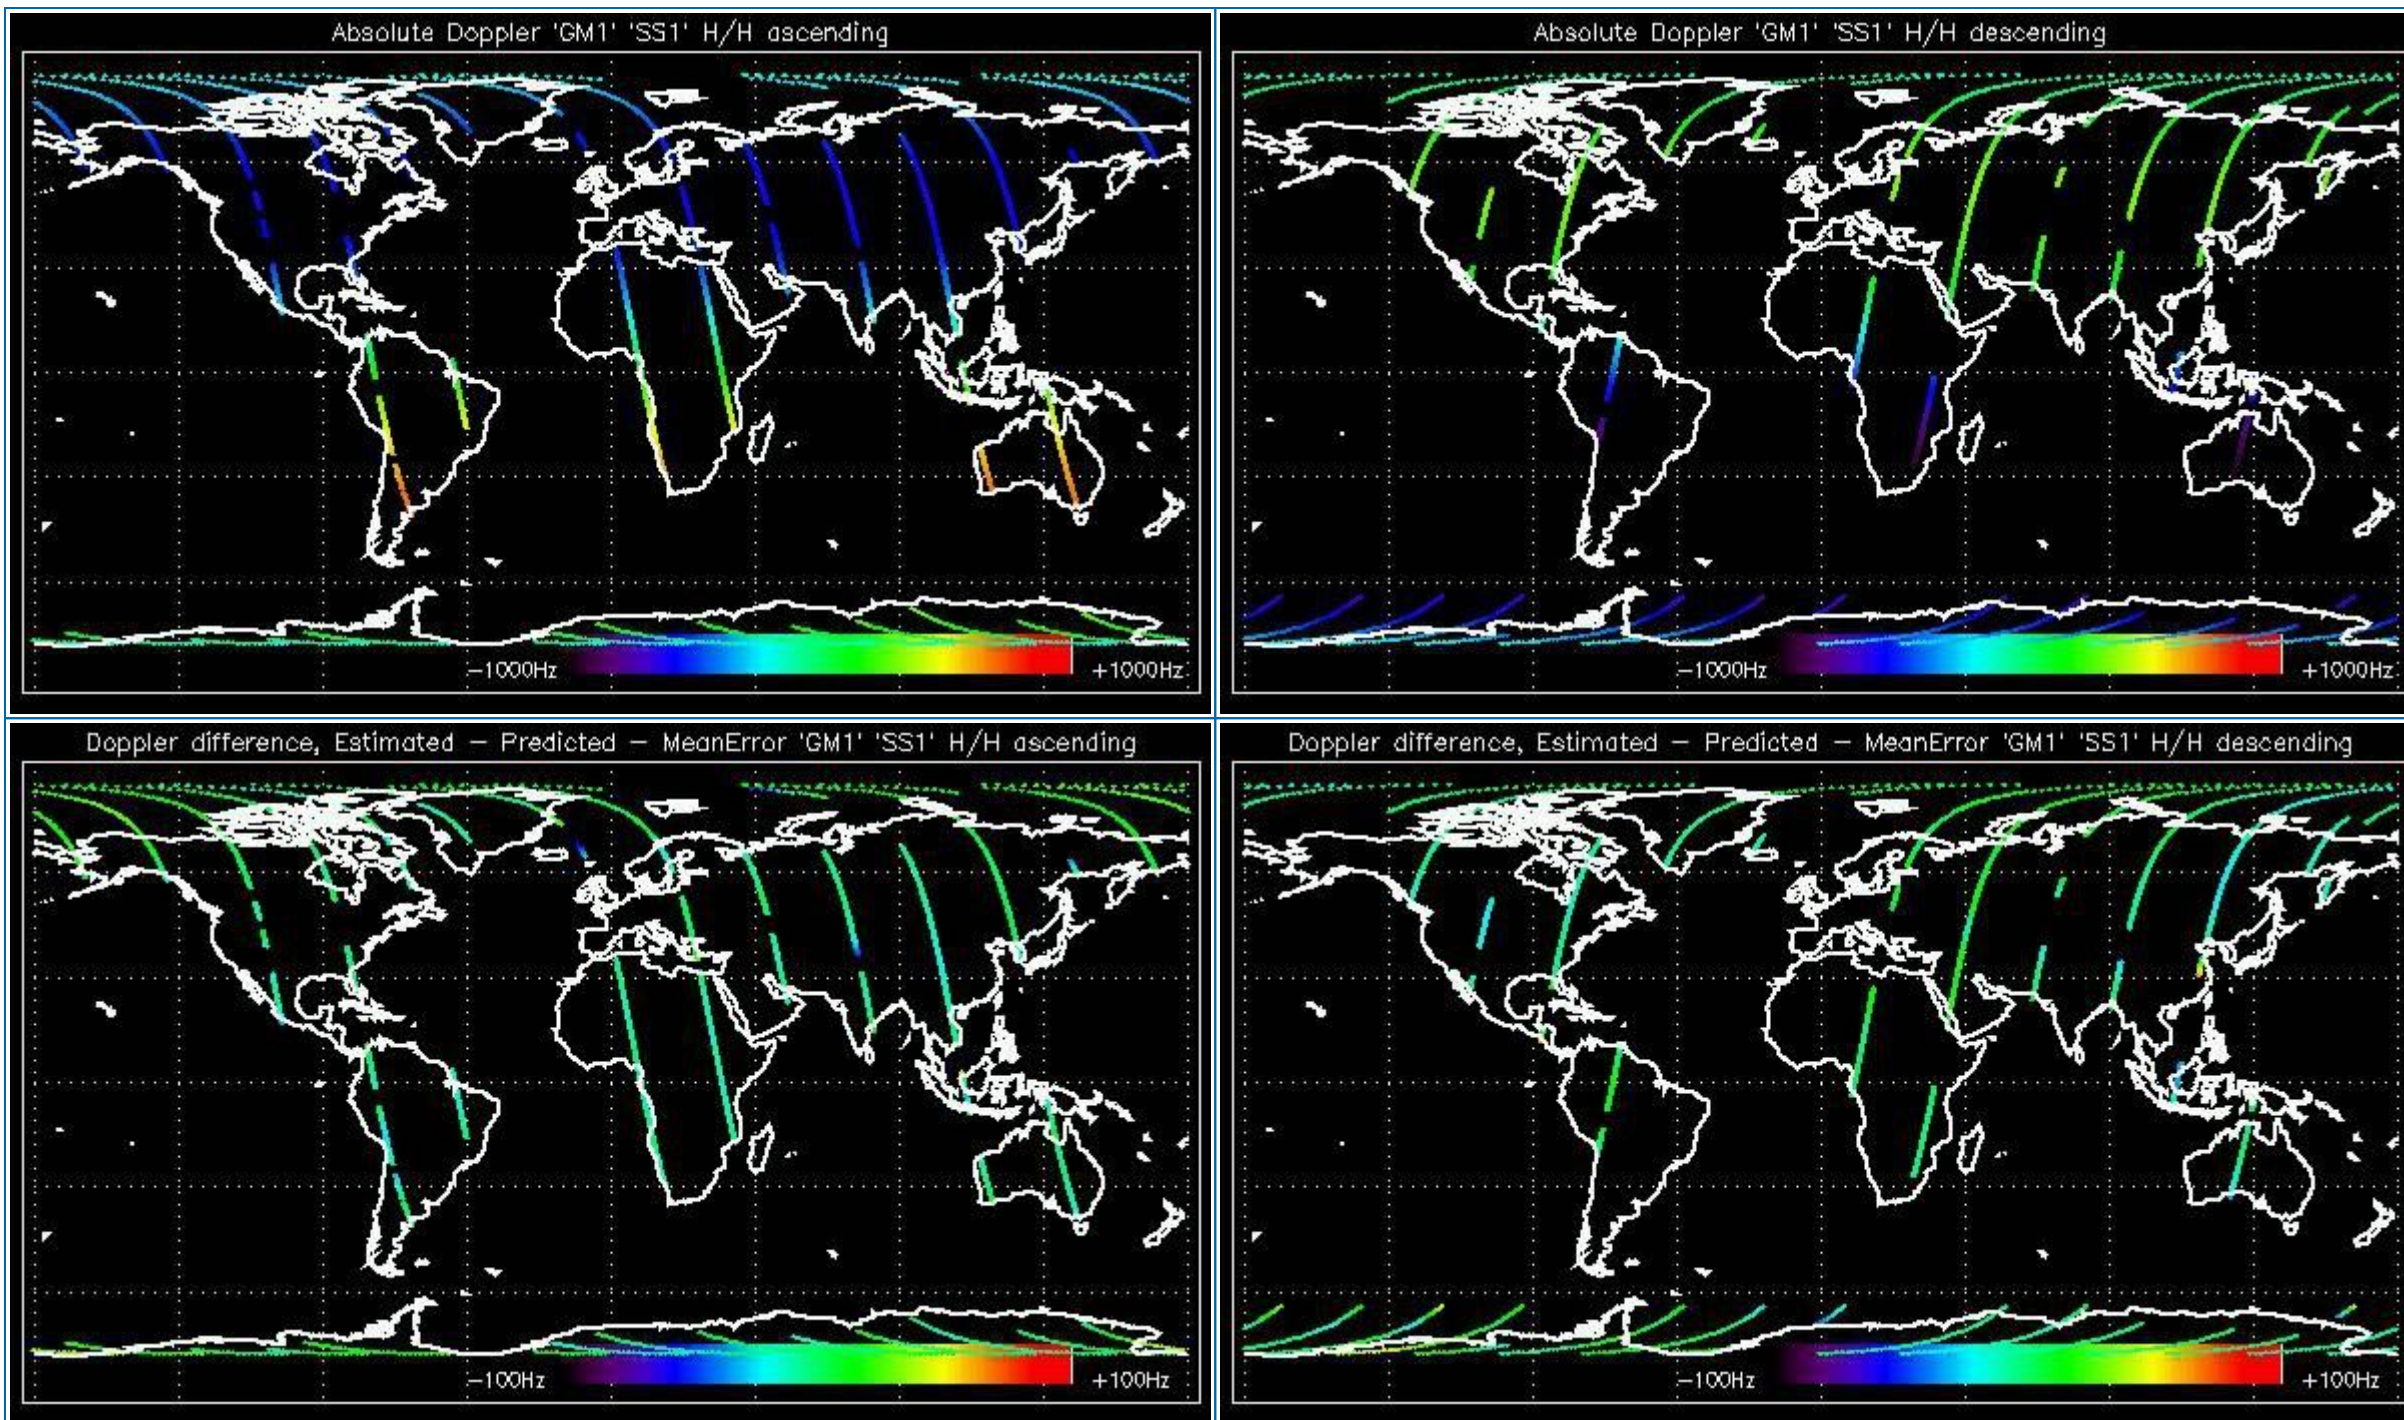 Absolute Doppler 'GM1' 'SS1' H/H ascending
-1000Hz
+1000Hz
Absolute Doppler 'GM1' 'SS1' H/H descending
-1000Hz
+1000Hz
Doppler difference, Estimated - Predicted - MeanError 'GM1' 'SS1' H/H ascending
-100Hz
+100Hz
Doppler difference, Estimated - Predicted - MeanError 'GM1' 'SS1' H/H descending
-100Hz
+100Hz